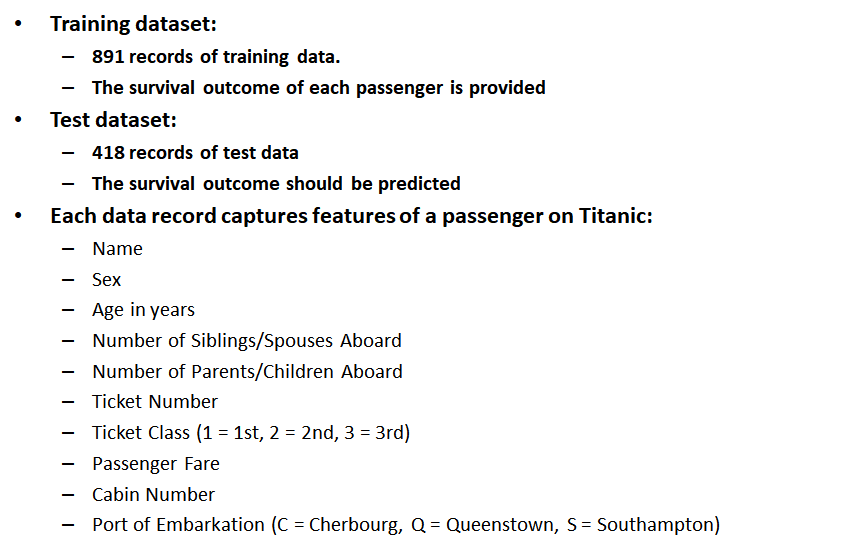 • Training dataset:
– 891 records of training data.
– The survival outcome of each passenger is provided
• Test dataset:
– 418 records of test data
– The survival outcome should be predicted
• Each data record captures features of a passenger on Titanic:
– Name
– Sex
– Age in years
– Number of Siblings/Spouses Aboard
– Number of Parents/Children Aboard
– Ticket Number
– Ticket Class (1 = 1st, 2 = 2nd, 3 = 3rd)
– Passenger Fare
– Cabin Number
– Port of Embarkation (C = Cherbourg, Q = Queenstown, S = Southampton)